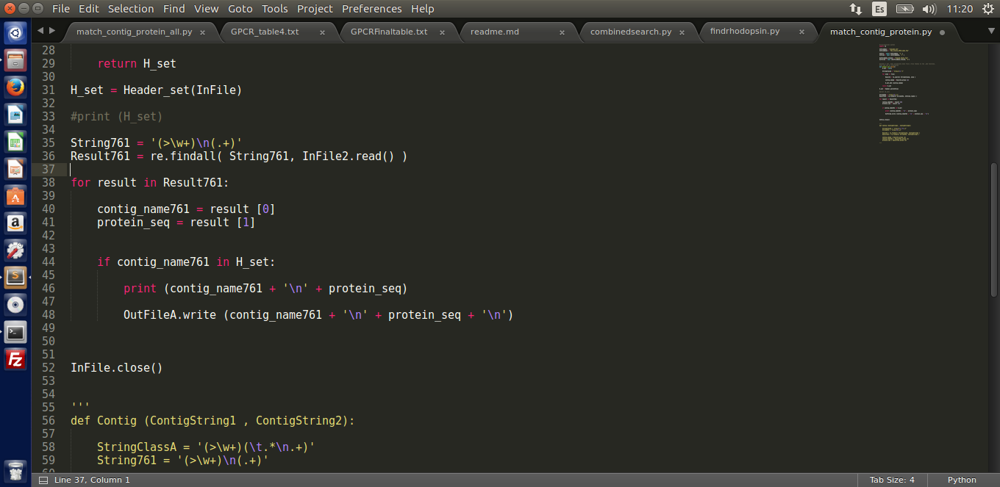 File Edit Selection Find View Goto Tools Project Preferences Help
Es 11:20
match_contig_protein_all.py × GPCR_table4.txt × GPCRFinaltable.txt × readme.md × combinedsearch.py × findrhodopsin.py × match_contig_protein.py
28
29 return H_set
30
31 H_set = Header_set(InFile)
32
33 #print (H_set)
34
35 String761 = '(>\w+)\n(.+)'
36 Result761 = re.findall( String761, InFile2.read() )
37
38 for result in Result761:
39
40 contig_name761 = result [0]
41 protein_seq = result [1]
42
43
44 if contig_name761 in H_set:
45
46 print (contig_name761 + '\n' + protein_seq)
47
48 OutFileA.write (contig_name761 + '\n' + protein_seq + '\n')
49
50
51
52 InFile.close()
53
54
55 '''
56 def Contig (ContigString1 , ContigString2):
57
58 StringClassA = '(>\w+)(\t.*\n.+)'
59 String761 = '(>\w+)\n(.+)'
60
Line 37, Column 1 Tab Size: 4 Python